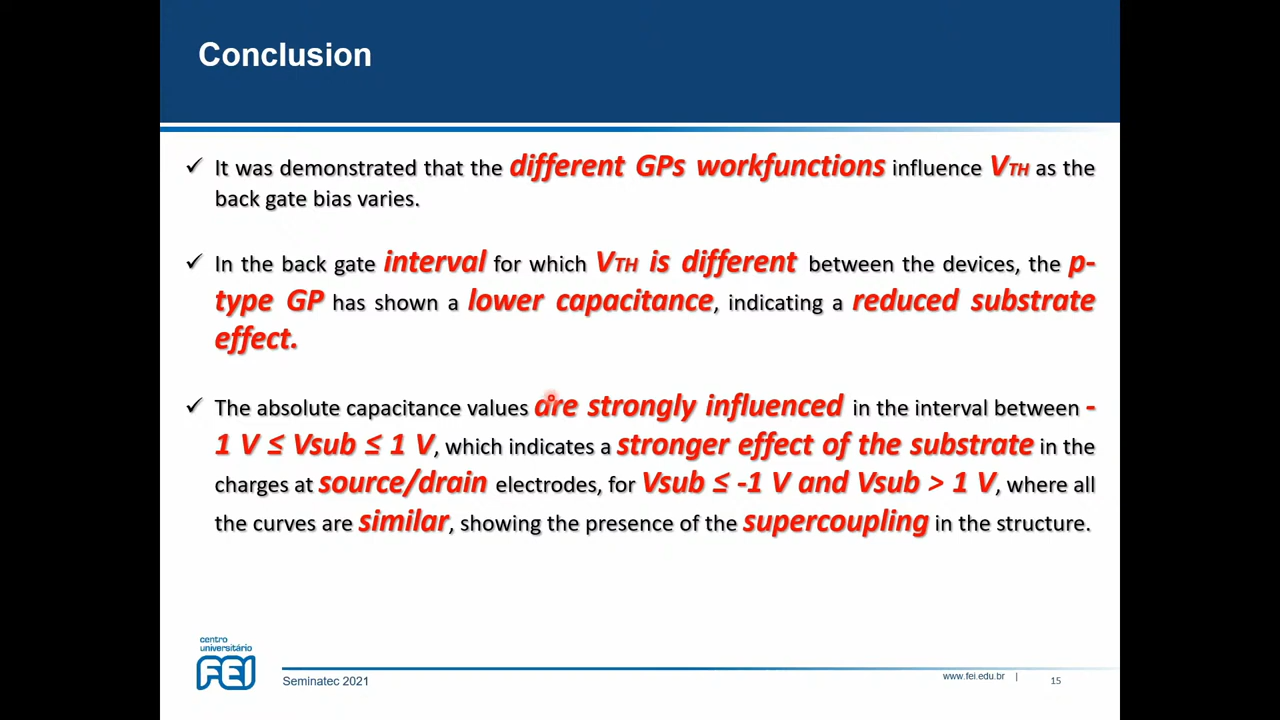 Conclusion
✓ It was demonstrated that the different GPs workfunctions influence VTH as the
back gate bias varies.
✓ In the back gate interval for which VTH is different between the devices, the p-
type GP has shown a lower capacitance, indicating a reduced substrate
effect.
✓ The absolute capacitance values are strongly influenced in the interval between -
1 V ≤ Vsub ≤ 1 V, which indicates a stronger effect of the substrate in the
charges at source/drain electrodes, for Vsub ≤ -1 V and Vsub > 1 V, where all
the curves are similar, showing the presence of the supercoupling in the structure.
centro
universitário
FEI
Seminatec 2021
www.fei.edu.br |
15